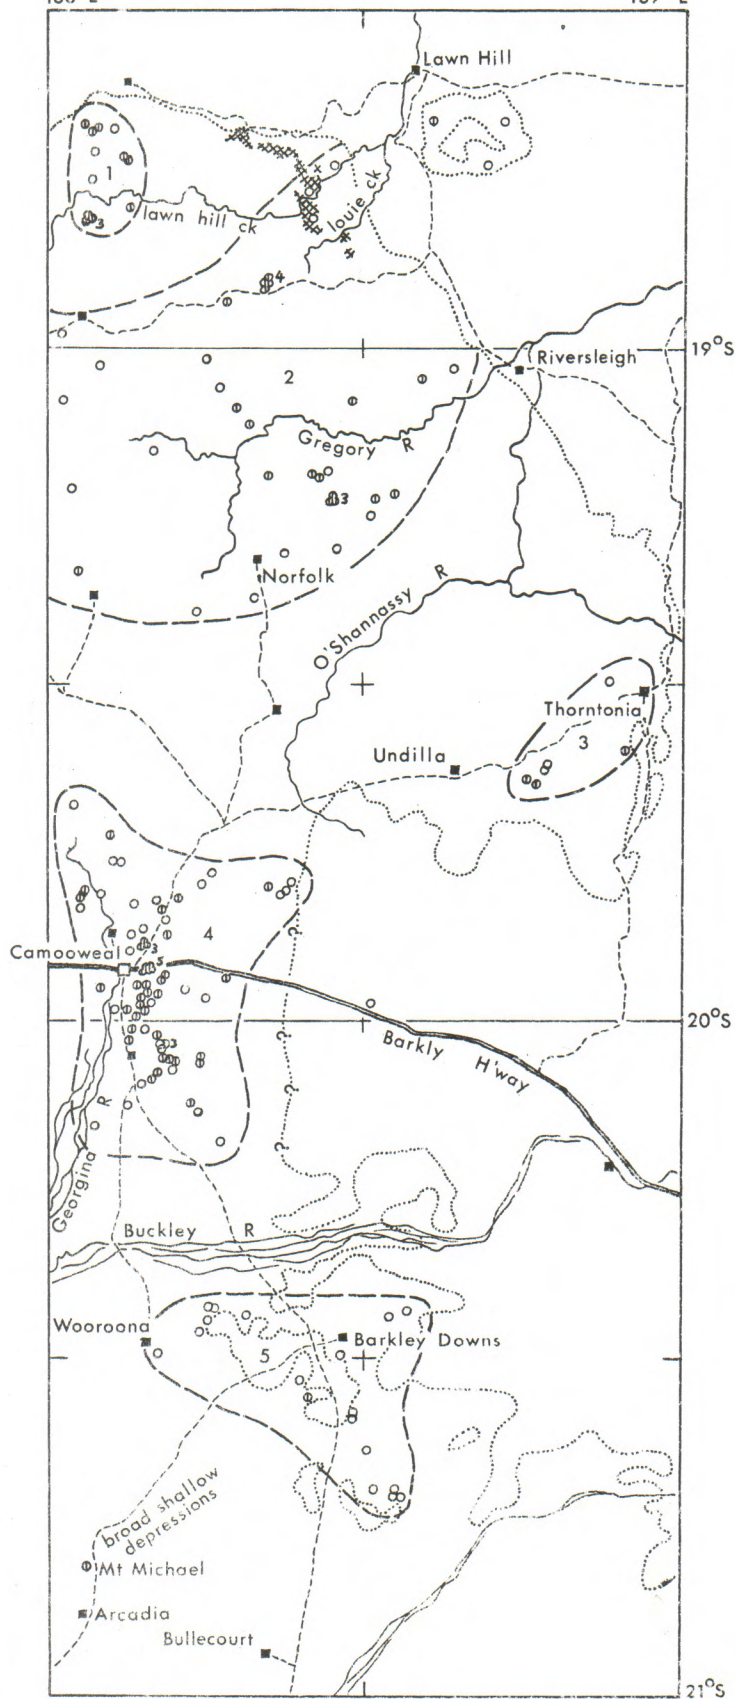 Lawn Hill
1
3
lawn hill ck
louie ck
4
6
19°S
Riversleigh
2
Gregory R
3
Norfolk
O'Shannassy R
Thorntonia
3
Undilla
4
?
Camooweal
3
5
20°S
?
3
Barkly H'way
?
?
Georgina R
Buckley R
Wooroona
Barkley Downs
5
broad shallow
depressions
Mt Michael
Arcadia
Bullecourt
21°S